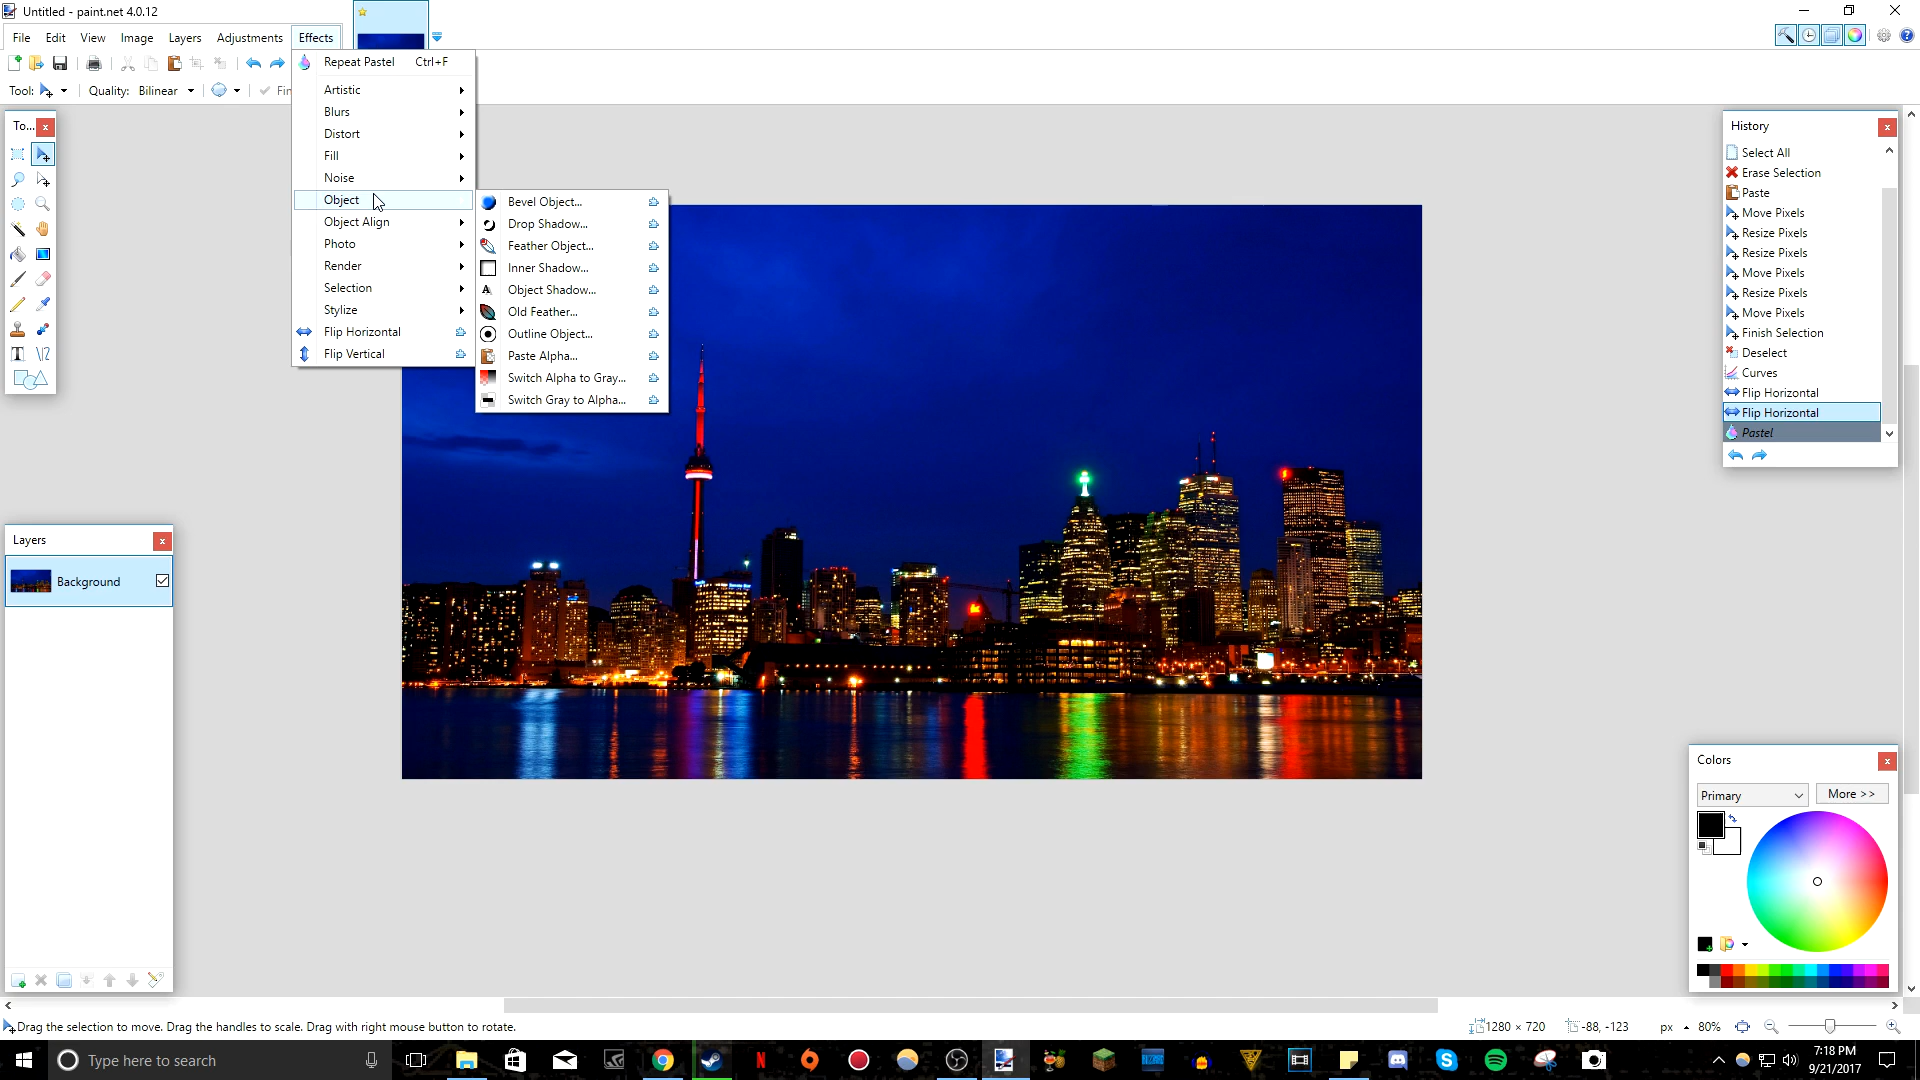 Untitled - paint.net 4.0.12
File Edit View Image Layers Adjustments Effects
Tool: Quality: Bilinear Fin
Repeat Pastel Ctrl+F
Artistic
Blurs
Distort
Fill
Noise
Object
Object Align
Photo
Render
Selection
Stylize
Flip Horizontal
Flip Vertical
Bevel Object...
Drop Shadow...
Feather Object...
Inner Shadow...
Object Shadow...
Old Feather...
Outline Object...
Paste Alpha...
Switch Alpha to Gray...
Switch Gray to Alpha...
To...
History
Select All
Erase Selection
Paste
Move Pixels
Resize Pixels
Resize Pixels
Move Pixels
Resize Pixels
Move Pixels
Finish Selection
Deselect
Curves
Flip Horizontal
Flip Horizontal
Pastel
Layers
Background
Colors
Primary More >>
Drag the selection to move. Drag the handles to scale. Drag with right mouse button to rotate.
1280 × 720 -88, -123 px 80%
Type here to search
7:18 PM
9/21/2017